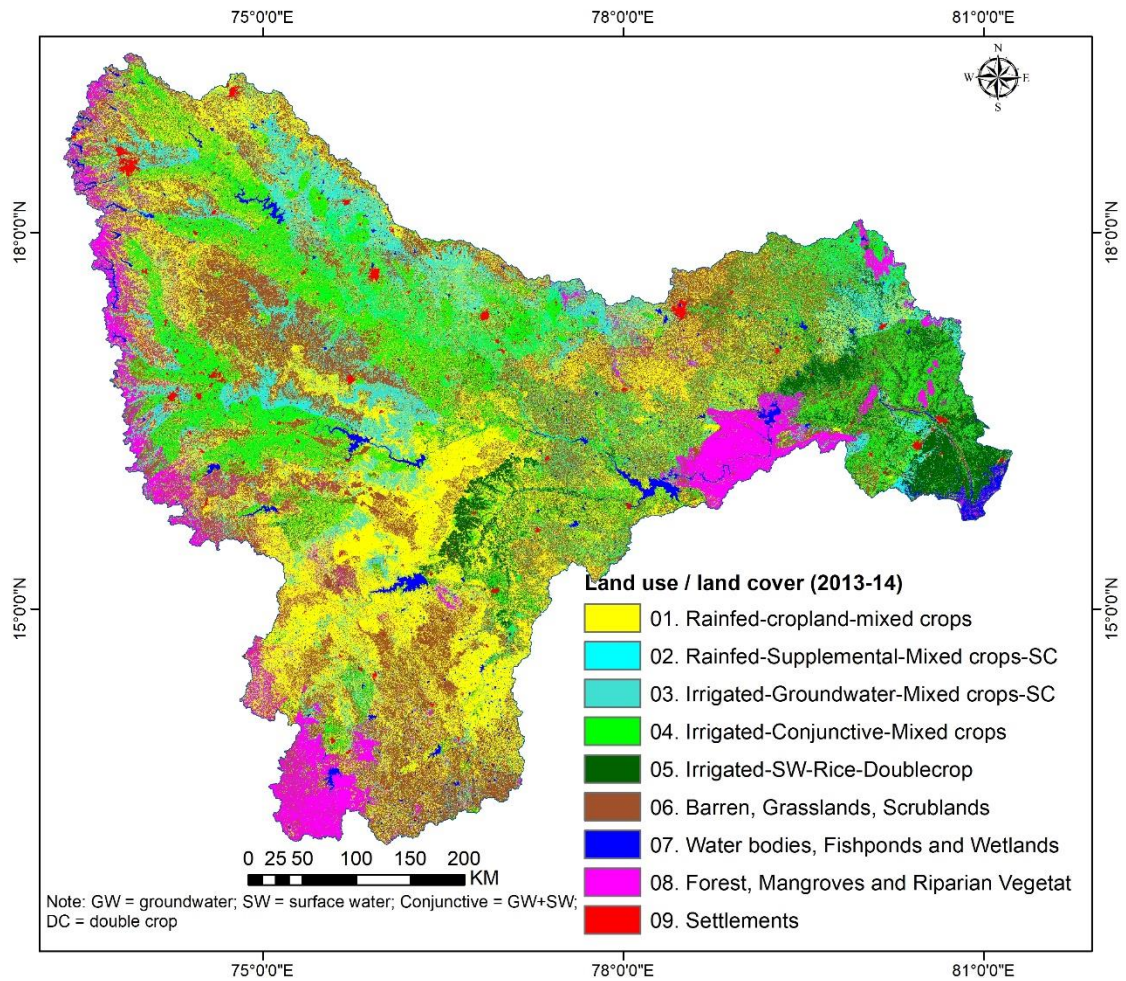 75°0'0"E 78°0'0"E 81°0'0"E
N
W E
S
18°0'0"N 18°0'0"N
15°0'0"N 15°0'0"N
Land use / land cover (2013-14)
01. Rainfed-cropland-mixed crops
02. Rainfed-Supplemental-Mixed crops-SC
03. Irrigated-Groundwater-Mixed crops-SC
04. Irrigated-Conjunctive-Mixed crops
05. Irrigated-SW-Rice-Doublecrop
06. Barren, Grasslands, Scrublands
07. Water bodies, Fishponds and Wetlands
08. Forest, Mangroves and Riparian Vegetat
09. Settlements
0 25 50 100 150 200
KM
Note: GW = groundwater; SW = surface water; Conjunctive = GW+SW;
DC = double crop
75°0'0"E 78°0'0"E 81°0'0"E